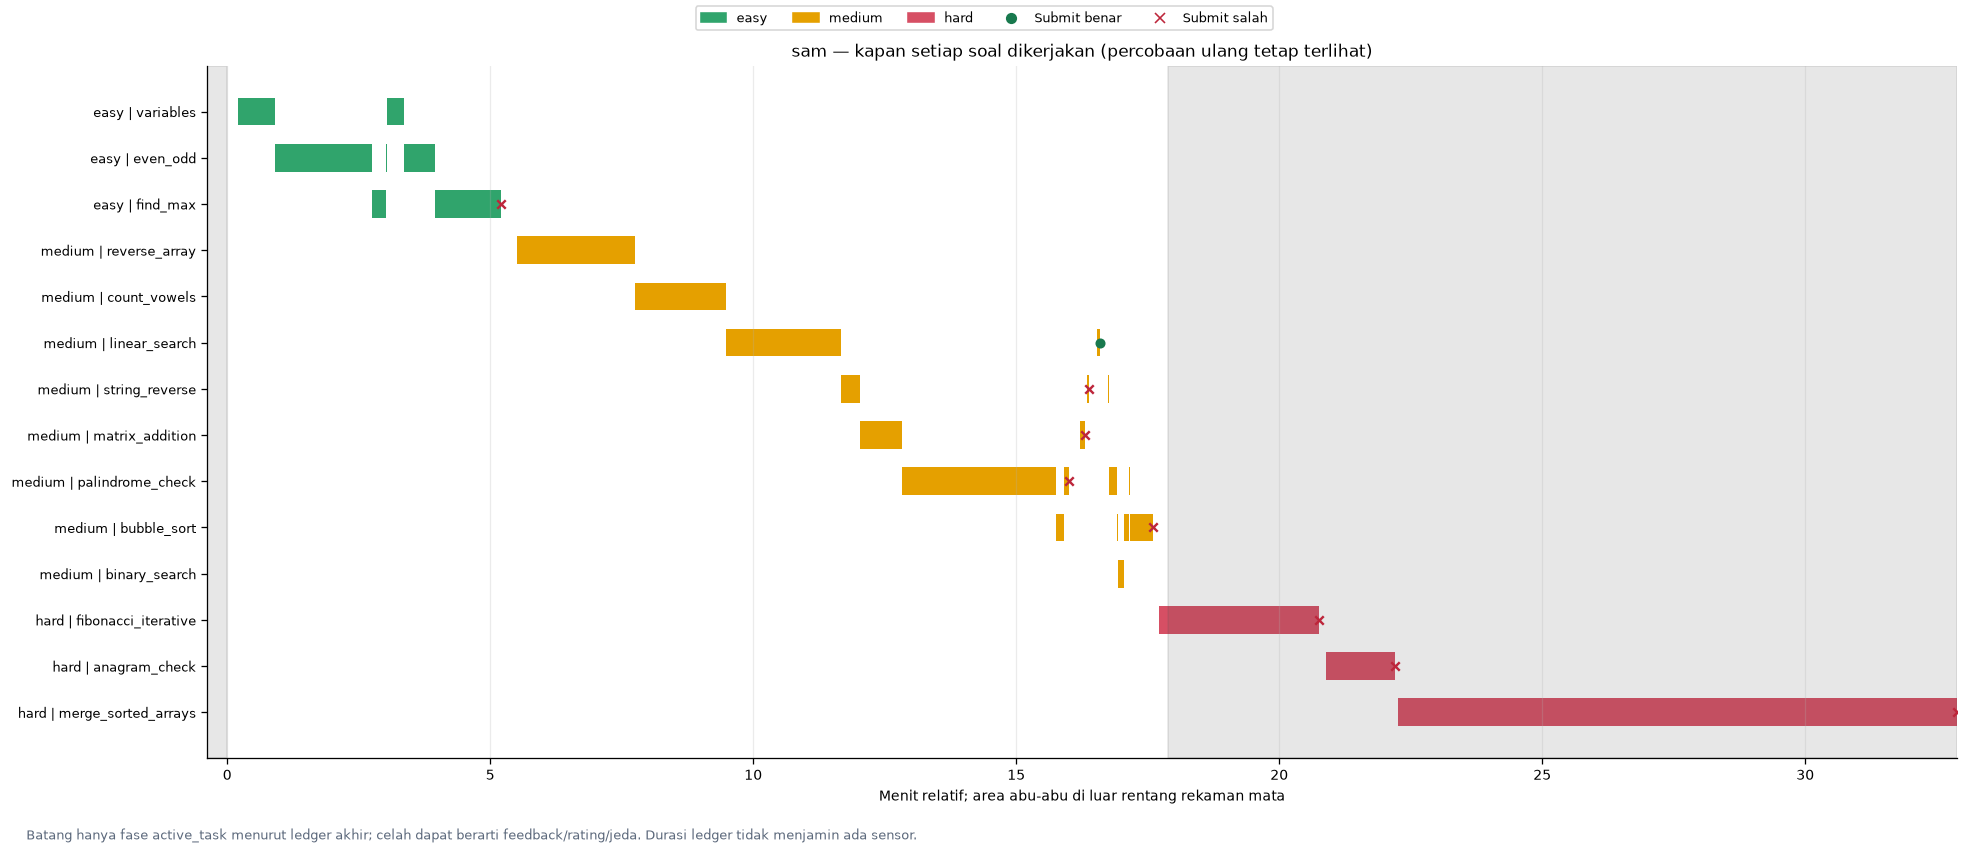 easy medium hard Submit benar Submit salah
sam — kapan setiap soal dikerjakan (percobaan ulang tetap terlihat)
easy | variables
easy | even_odd
easy | find_max
medium | reverse_array
medium | count_vowels
medium | linear_search
medium | string_reverse
medium | matrix_addition
medium | palindrome_check
medium | bubble_sort
medium | binary_search
hard | fibonacci_iterative
hard | anagram_check
hard | merge_sorted_arrays
0 5 10 15 20 25 30
Menit relatif; area abu-abu di luar rentang rekaman mata
Batang hanya fase active_task menurut ledger akhir; celah dapat berarti feedback/rating/jeda. Durasi ledger tidak menjamin ada sensor.